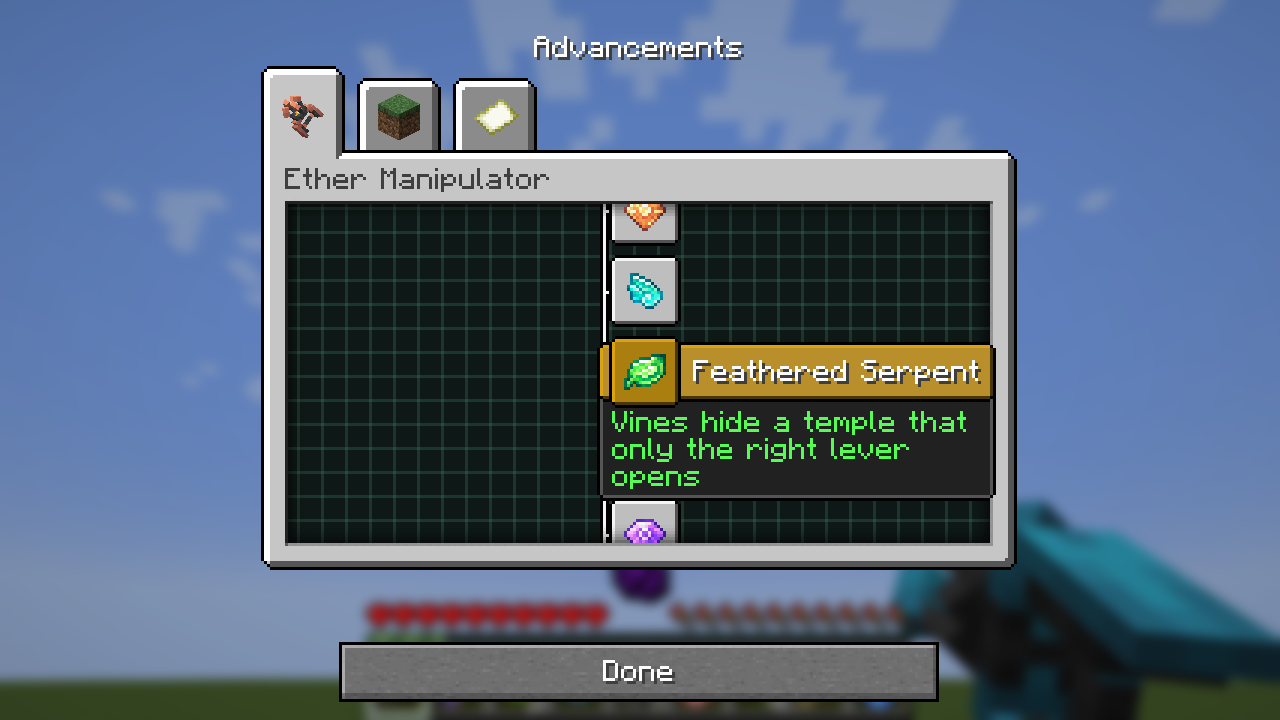 Advancements
Ether Manipulator
Feathered Serpent
Vines hide a temple that
only the right lever
opens
Done